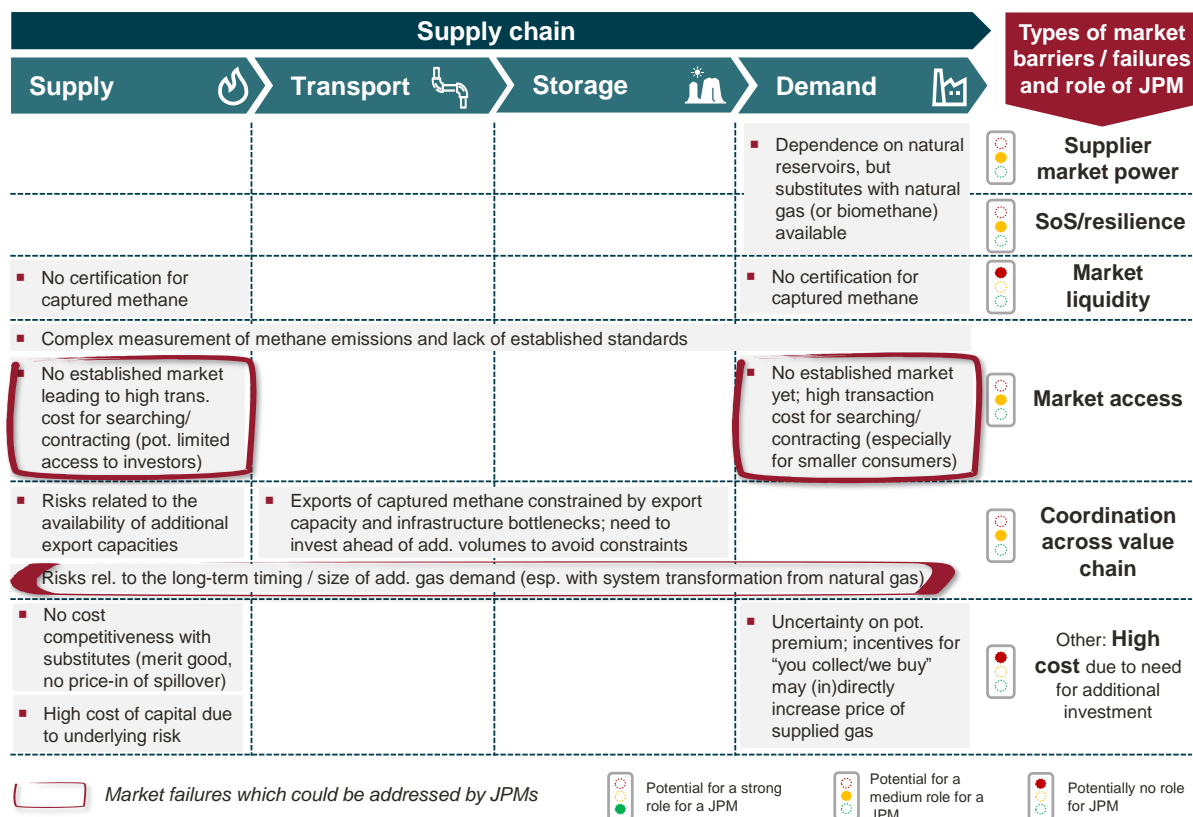 Supply chain
Types of market
barriers / failures
and role of JPM
Supply
Transport
Storage
Demand
▪ Dependence on natural
reservoirs, but
substitutes with natural
gas (or biomethane)
available
Supplier
market power
SoS/resilience
▪ No certification for
captured methane
▪ No certification for
captured methane
Market
liquidity
▪ Complex measurement of methane emissions and lack of established standards
▪ No established market
leading to high trans.
cost for searching/
contracting (pot. limited
access to investors)
▪ No established market
yet; high transaction
cost for searching/
contracting (especially
for smaller consumers)
Market access
▪ Risks related to the
availability of additional
export capacities
▪ Exports of captured methane constrained by export
capacity and infrastructure bottlenecks; need to
invest ahead of add. volumes to avoid constraints
Coordination
across value
chain
Risks rel. to the long-term timing / size of add. gas demand (esp. with system transformation from natural gas)
▪ No cost
competitiveness with
substitutes (merit good,
no price-in of spillover)
▪ High cost of capital due
to underlying risk
▪ Uncertainty on pot.
premium; incentives for
“you collect/we buy”
may (in)directly
increase price of
supplied gas
Other: High
cost due to need
for additional
investment
Market failures which could be addressed by JPMs
Potential for a strong
role for a JPM
Potential for a
medium role for a
JPM
Potentially no role
for JPM